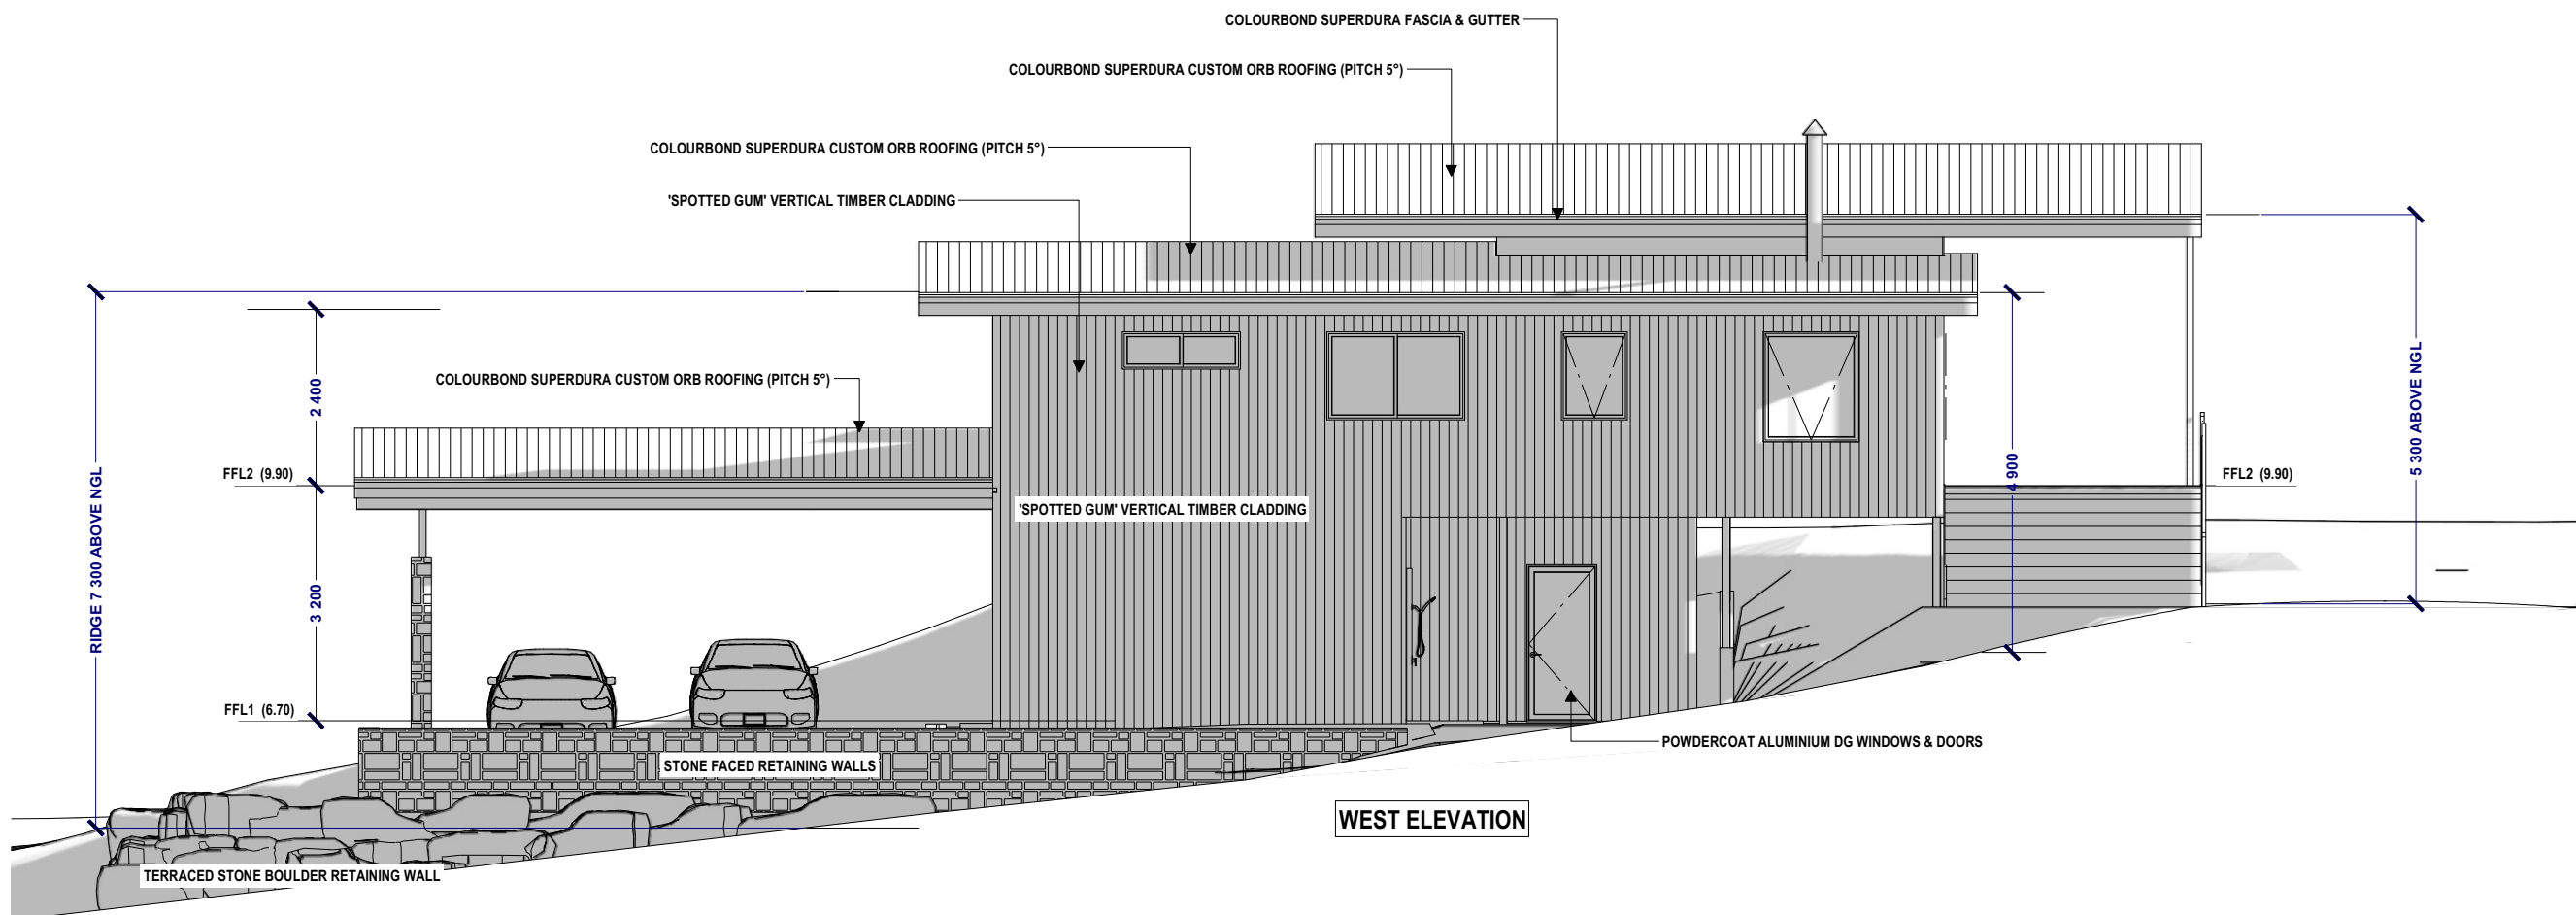 COLOURBOND SUPERDURA FASCIA & GUTTER
COLOURBOND SUPERDURA CUSTOM ORB ROOFING (PITCH 5°)
COLOURBOND SUPERDURA CUSTOM ORB ROOFING (PITCH 5°)
'SPOTTED GUM' VERTICAL TIMBER CLADDING
COLOURBOND SUPERDURA CUSTOM ORB ROOFING (PITCH 5°)
RIDGE 7 300 ABOVE NGL
2 400
3 200
FFL2 (9.90)
FFL1 (6.70)
'SPOTTED GUM' VERTICAL TIMBER CLADDING
4 900
5 300 ABOVE NGL
FFL2 (9.90)
POWDERCOAT ALUMINIUM DG WINDOWS & DOORS
STONE FACED RETAINING WALLS
WEST ELEVATION
TERRACED STONE BOULDER RETAINING WALL